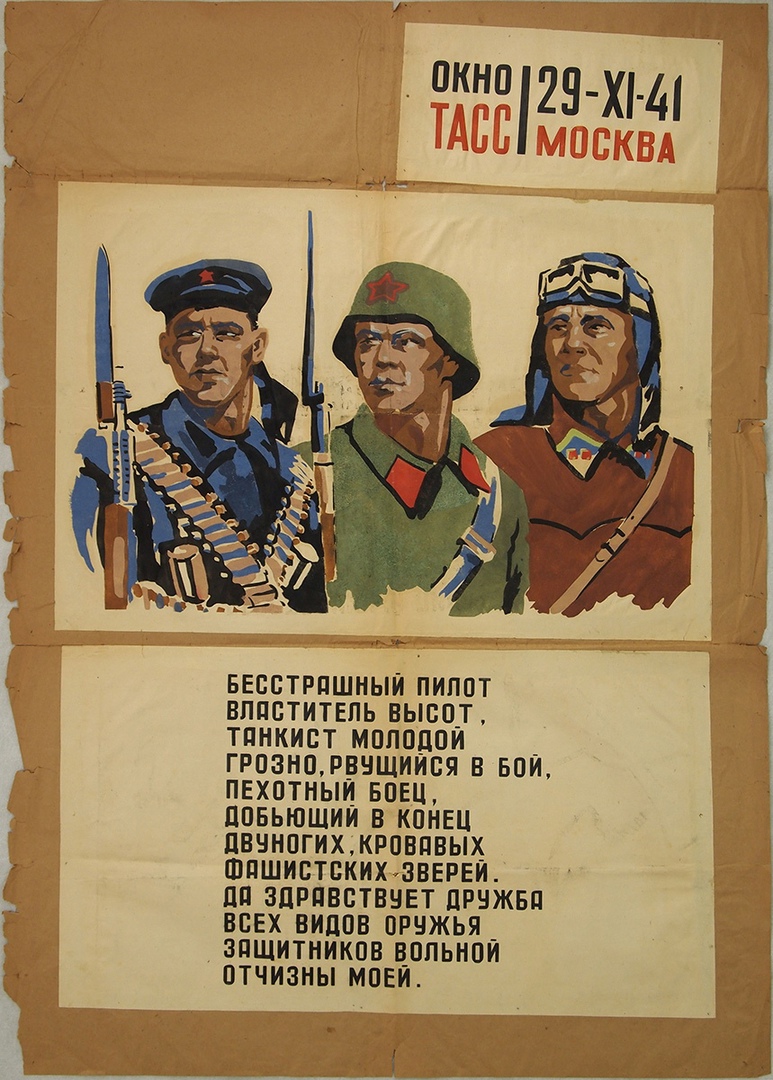 ОКНО 29-XI-41
ТАСС МОСКВА
БЕССТРАШНЫЙ ПИЛОТ
ВЛАСТИТЕЛЬ ВЫСОТ,
ТАНКИСТ МОЛОДОЙ
ГРОЗНО, РВУЩИЙСЯ В БОЙ,
ПЕХОТНЫЙ БОЕЦ,
ДОБЬЮЩИЙ В КОНЕЦ
ДВУНОГИХ, КРОВАВЫХ
ФАШИСТСКИХ ЗВЕРЕЙ.
ДА ЗДРАВСТВУЕТ ДРУЖБА
ВСЕХ ВИДОВ ОРУЖЬЯ
ЗАЩИТНИКОВ ВОЛЬНОЙ
ОТЧИЗНЫ МОЕЙ.